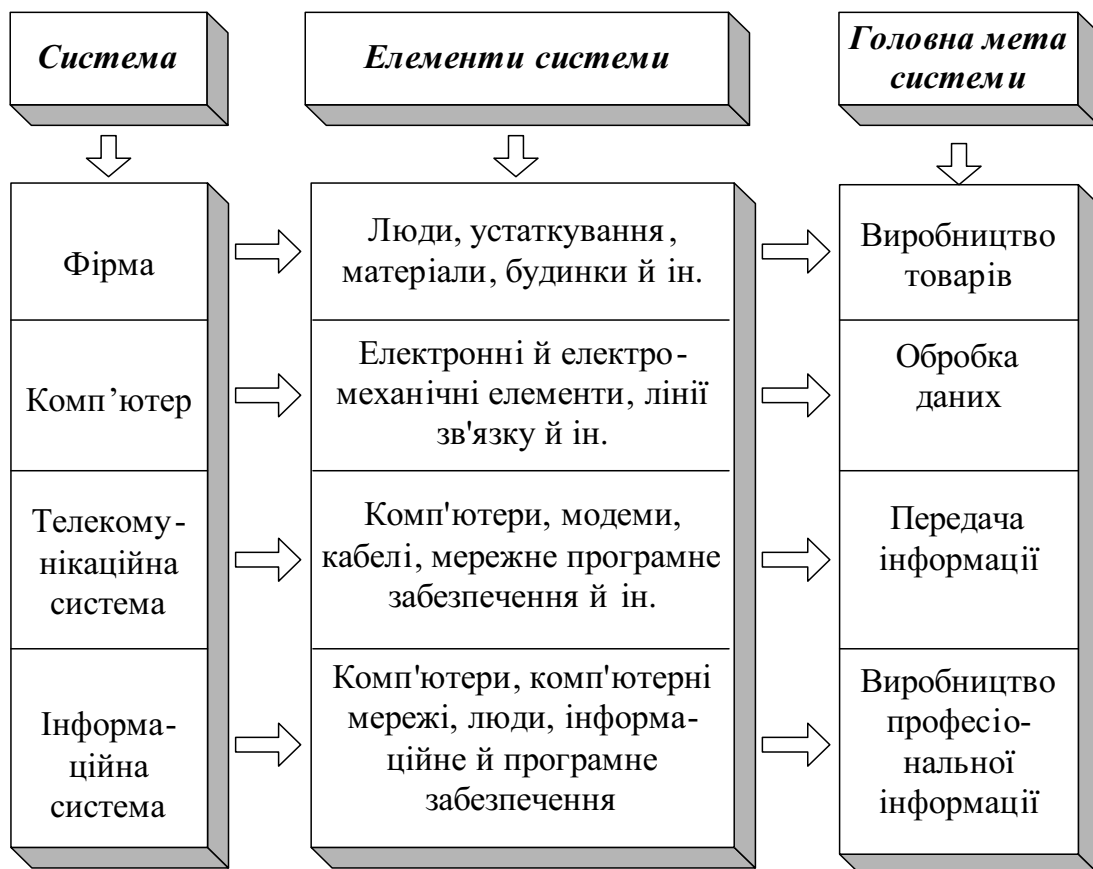 Система
Елементи системи
Головна мета
системи
Фірма
Люди, устаткування,
матеріали, будинки й ін.
Виробництво
товарів
Комп’ютер
Електронні й електро-
механічні елементи, лінії
зв'язку й ін.
Обробка
даних
Телекому-
нікаційна
система
Комп'ютери, модеми,
кабелі, мережне програмне
забезпечення й ін.
Передача
інформації
Інформа-
ційна
система
Комп'ютери, комп'ютерні
мережі, люди, інформа-
ційне й програмне
забезпечення
Виробництво
професіо-
нальної
інформації